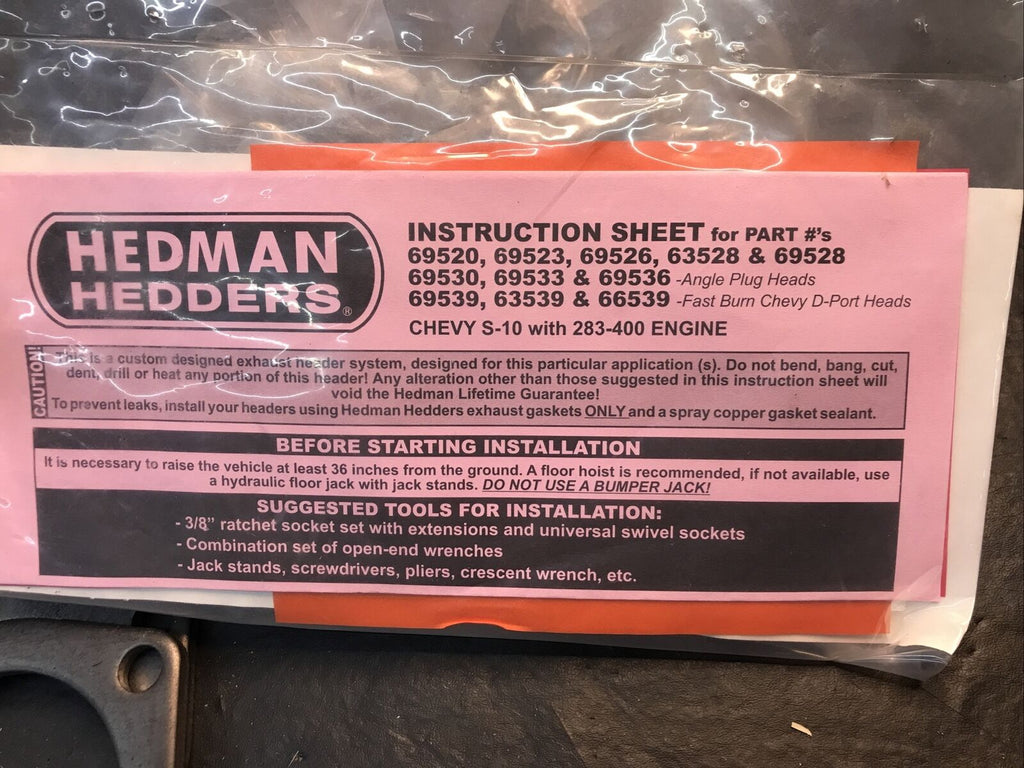 HEDMAN
HEDDERS®
INSTRUCTION SHEET for PART #'s
69520, 69523, 69526, 63528 & 69528
69530, 69533 & 69536 -Angle Plug Heads
69539, 63539 & 66539 -Fast Burn Chevy D-Port Heads
CHEVY S-10 with 283-400 ENGINE
CAUTION!
This is a custom designed exhaust header system, designed for this particular application (s). Do not bend, bang, cut,
dent, drill or heat any portion of this header! Any alteration other than those suggested in this instruction sheet will
void the Hedman Lifetime Guarantee!
To prevent leaks, install your headers using Hedman Hedders exhaust gaskets ONLY and a spray copper gasket sealant.
BEFORE STARTING INSTALLATION
It is necessary to raise the vehicle at least 36 inches from the ground. A floor hoist is recommended, if not available, use
a hydraulic floor jack with jack stands. DO NOT USE A BUMPER JACK!
SUGGESTED TOOLS FOR INSTALLATION:
- 3/8" ratchet socket set with extensions and universal swivel sockets
- Combination set of open-end wrenches
- Jack stands, screwdrivers, pliers, crescent wrench, etc.